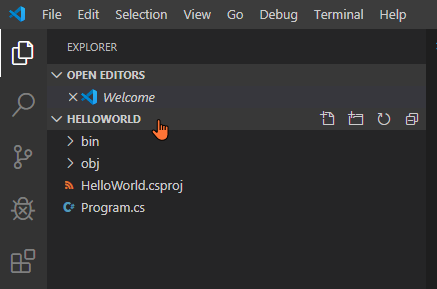 File Edit Selection View Go Debug Terminal Help
EXPLORER
OPEN EDITORS
Welcome
HELLOWORLD
bin
obj
HelloWorld.csproj
C# Program.cs